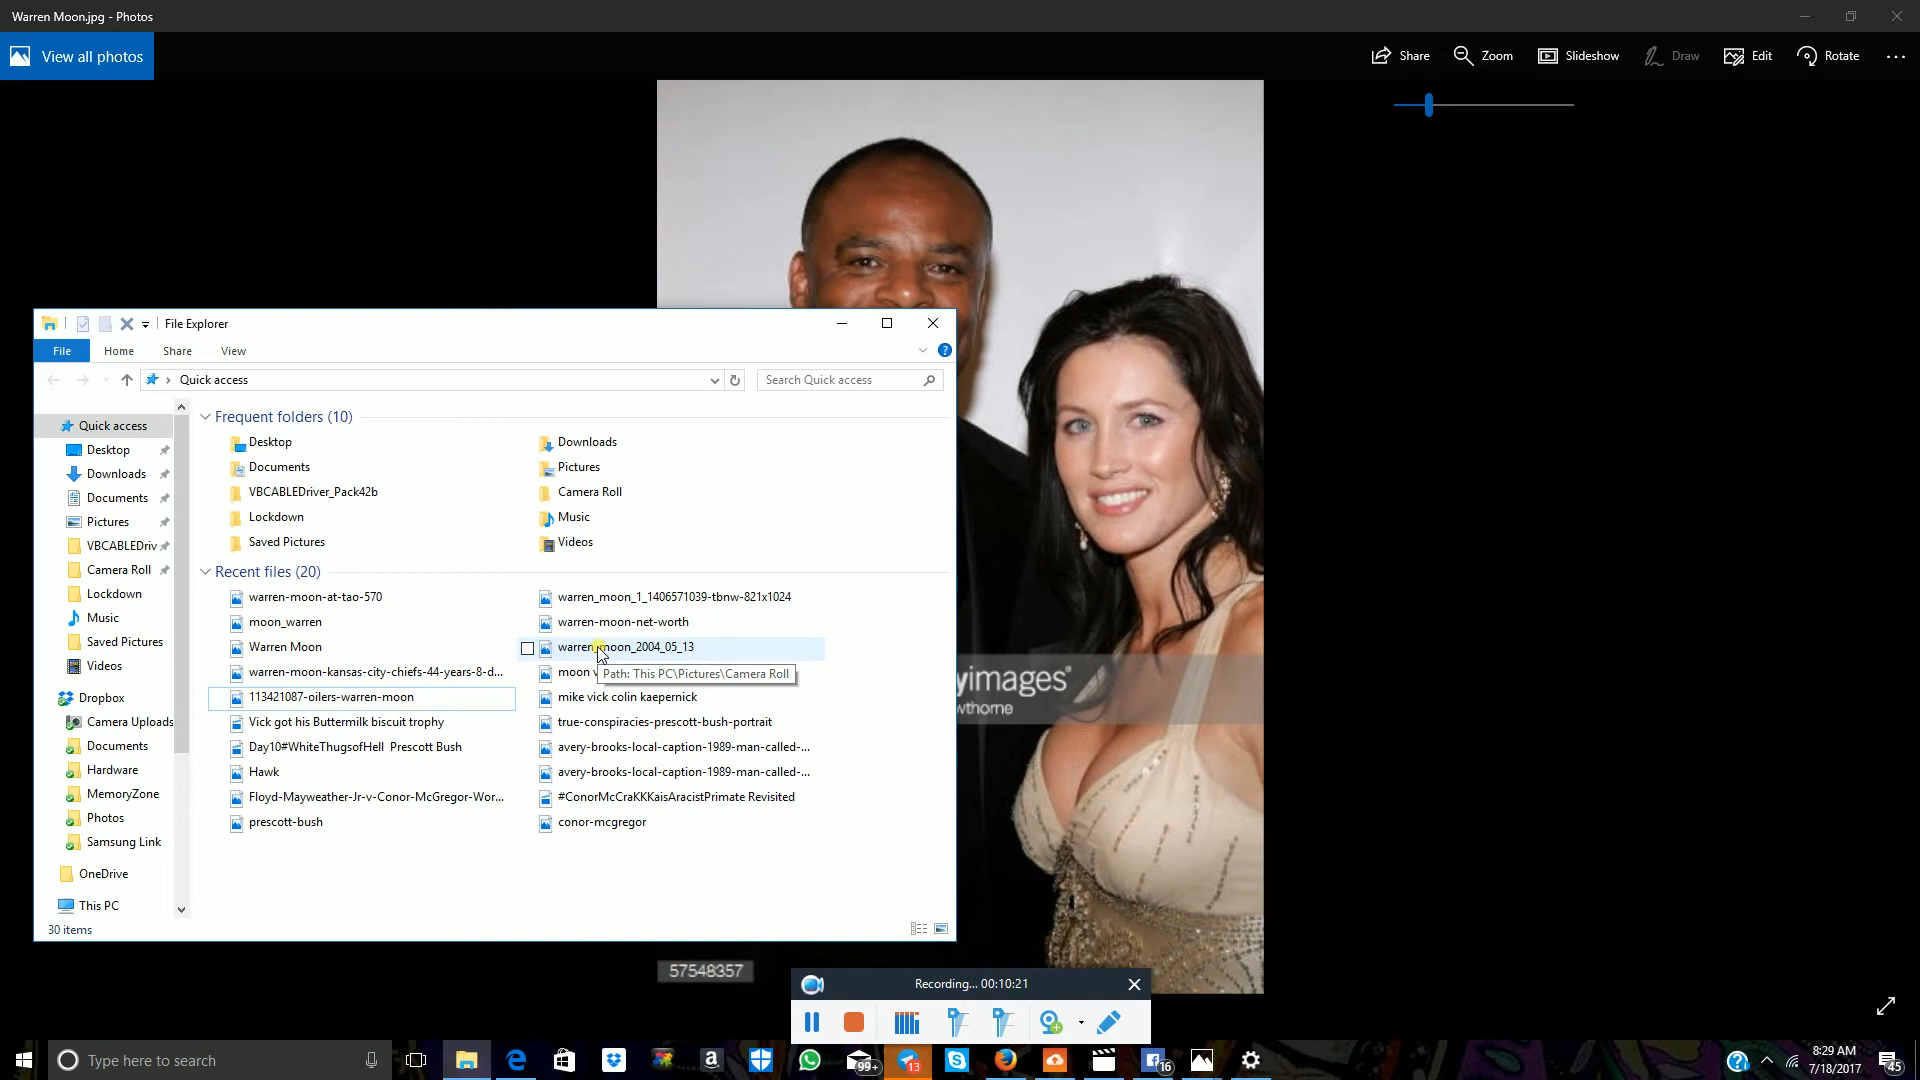 Warren Moon.jpg - Photos
View all photos
Share
Zoom
Slideshow
Draw
Edit
Rotate
File Explorer
File
Home
Share
View
Quick access
Search Quick access
Quick access
Desktop
Downloads
Documents
Pictures
VBCABLEDriv
Camera Roll
Lockdown
Music
Saved Pictures
Videos
Dropbox
Camera Uploads
Documents
Hardware
MemoryZone
Photos
Samsung Link
OneDrive
This PC
30 items
Frequent folders (10)
Desktop
Downloads
Documents
Pictures
VBCABLEDriver_Pack42b
Camera Roll
Lockdown
Music
Saved Pictures
Videos
Recent files (20)
warren-moon-at-tao-570
warren_moon_1_1406571039-tbnw-821x1024
moon_warren
warren-moon-net-worth
Warren Moon
warren_moon_2004_05_13
warren-moon-kansas-city-chiefs-44-years-8-d...
moon v
Path: This PC\Pictures\Camera Roll
113421087-oilers-warren-moon
mike vick colin kaepernick
Vick got his Buttermilk biscuit trophy
true-conspiracies-prescott-bush-portrait
Day10#WhiteThugsofHell Prescott Bush
avery-brooks-local-caption-1989-man-called-...
Hawk
avery-brooks-local-caption-1989-man-called-...
Floyd-Mayweather-Jr-v-Conor-McGregor-Wor...
#ConorMcCraKKKaisAracistPrimate Revisited
prescott-bush
conor-mcgregor
yimages®
wthorne
57548357
Recording... 00:10:21
Type here to search
99+
13
16
8:29 AM
7/18/2017
45